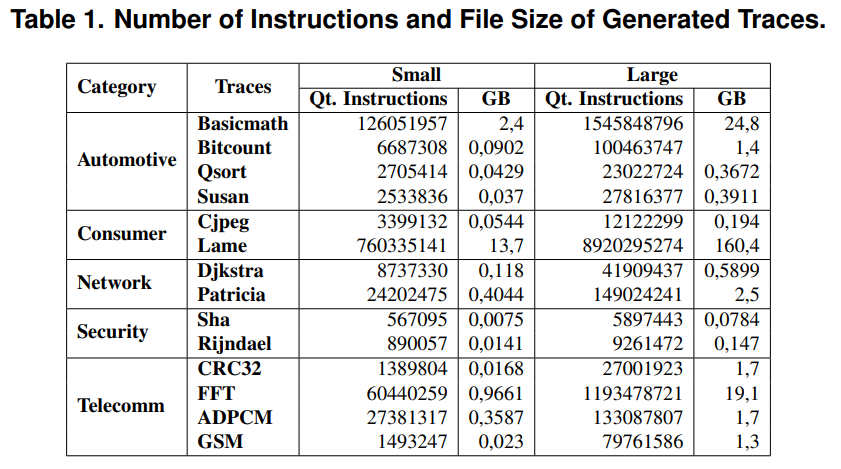 Table 1. Number of Instructions and File Size of Generated Traces.
Category Traces Small Large
Qt. Instructions GB Qt. Instructions GB
Automotive
Basicmath 126051957 2,4 1545848796 24,8
Bitcount 6687308 0,0902 100463747 1,4
Qsort 2705414 0,0429 23022724 0,3672
Susan 2533836 0,037 27816377 0,3911
Consumer
Cjpeg 3399132 0,0544 12122299 0,194
Lame 760335141 13,7 8920295274 160,4
Network
Djkstra 8737330 0,118 41909437 0,5899
Patricia 24202475 0,4044 149024241 2,5
Security
Sha 567095 0,0075 5897443 0,0784
Rijndael 890057 0,0141 9261472 0,147
Telecomm
CRC32 1389804 0,0168 27001923 1,7
FFT 60440259 0,9661 1193478721 19,1
ADPCM 27381317 0,3587 133087807 1,7
GSM 1493247 0,023 79761586 1,3